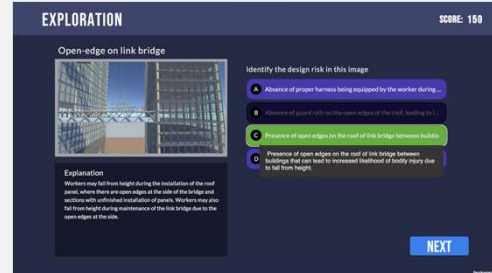 EXPLORATION
SCORE: 150
Open-edge on link bridge
Identify the design risk in this image
A Absence of proper harness being equipped by the worker during ...
B Absence of guard rails on the open edges of the roof, leading to i...
C Presence of open edges on the roof of link bridge between buildin
D
Presence of open edges on the roof of link bridge between
buildings that can lead to increased likelihood of bodily injury due
to fall from height.
Explanation
Workers may fall from height during the installation of the roof
panel, where there are open edges at the side of the bridge and
sections with unfinished installation of panels. Workers may also
fall from height during maintenance of the link bridge due to the
open edges at the side.
NEXT